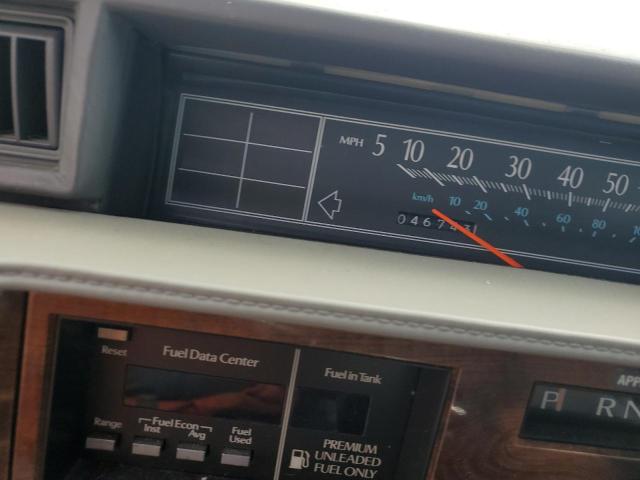 MPH 5 10 20 30 40 50
km/h 10 20 40 60 80
Reset
Fuel Data Center
Fuel in Tank
Range
Fuel Econ
Inst
Avg
Fuel
Used
PREMIUM
UNLEADED
FUEL ONLY
P R N